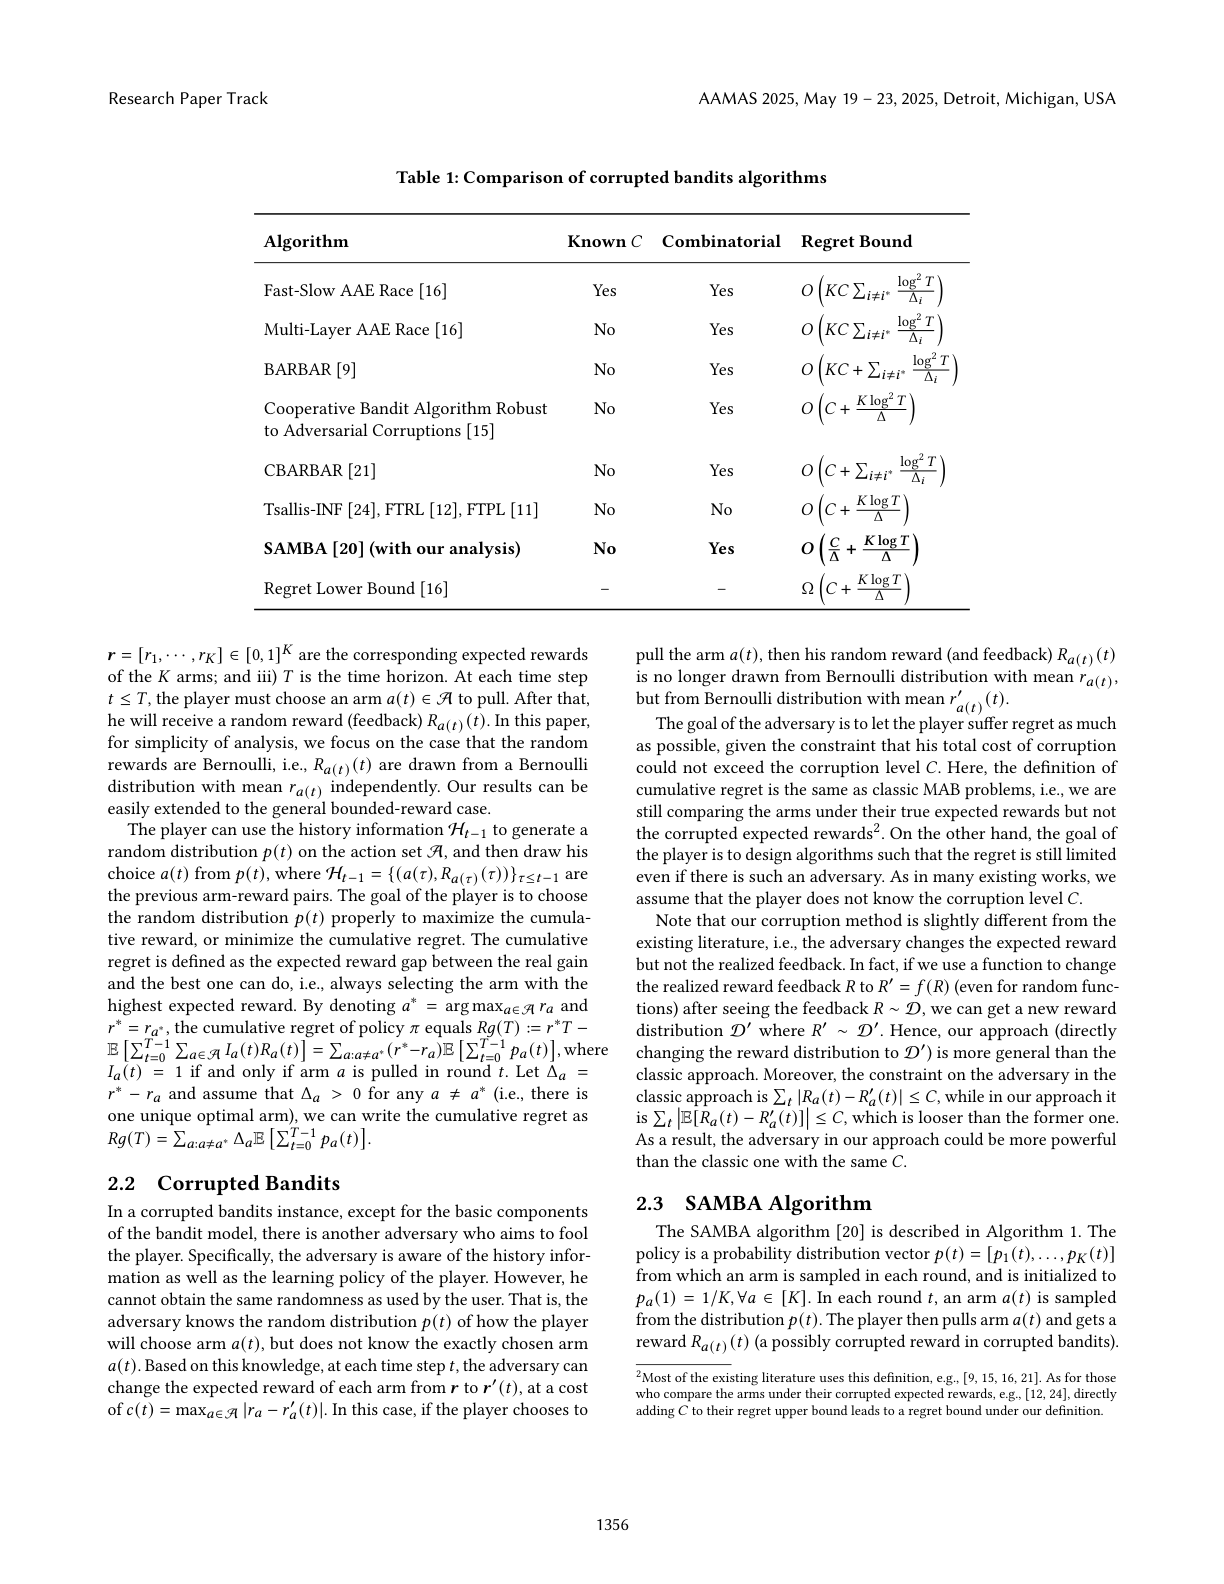 Research Paper Track
AAMAS 2025, May 19 – 23, 2025, Detroit, Michigan, USA
Table 1: Comparison of corrupted bandits algorithms
Algorithm Known C Combinatorial Regret Bound
Fast-Slow AAE Race [16] Yes Yes O(KC ∑_{i≠i*} log² T / Δ_i)
Multi-Layer AAE Race [16] No Yes O(KC ∑_{i≠i*} log² T / Δ_i)
BARBAR [9] No Yes O(KC + ∑_{i≠i*} log² T / Δ_i)
Cooperative Bandit Algorithm Robust No Yes O(C + K log² T / Δ)
to Adversarial Corruptions [15]
CBARBAR [21] No Yes O(C + ∑_{i≠i*} log² T / Δ_i)
Tsallis-INF [24], FTRL [12], FTPL [11] No No O(C + K log T / Δ)
SAMBA [20] (with our analysis) No Yes O(C/Δ + K log T / Δ)
Regret Lower Bound [16] – – Ω(C + K log T / Δ)
r = [r_1, ⋯ , r_K] ∈ [0, 1]^K are the corresponding expected rewards
of the K arms; and iii) T is the time horizon. At each time step
t ≤ T, the player must choose an arm a(t) ∈ 𝒜 to pull. After that,
he will receive a random reward (feedback) R_{a(t)}(t). In this paper,
for simplicity of analysis, we focus on the case that the random
rewards are Bernoulli, i.e., R_{a(t)}(t) are drawn from a Bernoulli
distribution with mean r_{a(t)} independently. Our results can be
easily extended to the general bounded-reward case.
The player can use the history information ℋ_{t−1} to generate a
random distribution p(t) on the action set 𝒜, and then draw his
choice a(t) from p(t), where ℋ_{t−1} = {(a(τ), R_{a(τ)}(τ))}_{τ≤t−1} are
the previous arm-reward pairs. The goal of the player is to choose
the random distribution p(t) properly to maximize the cumula-
tive reward, or minimize the cumulative regret. The cumulative
regret is defined as the expected reward gap between the real gain
and the best one can do, i.e., always selecting the arm with the
highest expected reward. By denoting a* = arg max_{a∈𝒜} r_a and
r* = r_{a*}, the cumulative regret of policy π equals Rg(T) := r*T −
𝔼[∑_{t=0}^{T−1} ∑_{a∈𝒜} I_a(t)R_a(t)] = ∑_{a:a≠a*}(r*−r_a)𝔼[∑_{t=0}^{T−1} p_a(t)], where
I_a(t) = 1 if and only if arm a is pulled in round t. Let Δ_a =
r* − r_a and assume that Δ_a > 0 for any a ≠ a* (i.e., there is
one unique optimal arm), we can write the cumulative regret as
Rg(T) = ∑_{a:a≠a*} Δ_a𝔼[∑_{t=0}^{T−1} p_a(t)].
2.2 Corrupted Bandits
In a corrupted bandits instance, except for the basic components
of the bandit model, there is another adversary who aims to fool
the player. Specifically, the adversary is aware of the history infor-
mation as well as the learning policy of the player. However, he
cannot obtain the same randomness as used by the user. That is, the
adversary knows the random distribution p(t) of how the player
will choose arm a(t), but does not know the exactly chosen arm
a(t). Based on this knowledge, at each time step t, the adversary can
change the expected reward of each arm from r to r′(t), at a cost
of c(t) = max_{a∈𝒜} |r_a − r′_a(t)|. In this case, if the player chooses to
pull the arm a(t), then his random reward (and feedback) R_{a(t)}(t)
is no longer drawn from Bernoulli distribution with mean r_{a(t)},
but from Bernoulli distribution with mean r′_{a(t)}(t).
The goal of the adversary is to let the player suffer regret as much
as possible, given the constraint that his total cost of corruption
could not exceed the corruption level C. Here, the definition of
cumulative regret is the same as classic MAB problems, i.e., we are
still comparing the arms under their true expected rewards but not
the corrupted expected rewards². On the other hand, the goal of
the player is to design algorithms such that the regret is still limited
even if there is such an adversary. As in many existing works, we
assume that the player does not know the corruption level C.
Note that our corruption method is slightly different from the
existing literature, i.e., the adversary changes the expected reward
but not the realized feedback. In fact, if we use a function to change
the realized reward feedback R to R′ = f(R) (even for random func-
tions) after seeing the feedback R ∼ 𝒟, we can get a new reward
distribution 𝒟′ where R′ ∼ 𝒟′. Hence, our approach (directly
changing the reward distribution to 𝒟′) is more general than the
classic approach. Moreover, the constraint on the adversary in the
classic approach is ∑_t |R_a(t) − R′_a(t)| ≤ C, while in our approach it
is ∑_t |𝔼[R_a(t) − R′_a(t)]| ≤ C, which is looser than the former one.
As a result, the adversary in our approach could be more powerful
than the classic one with the same C.
2.3 SAMBA Algorithm
The SAMBA algorithm [20] is described in Algorithm 1. The
policy is a probability distribution vector p(t) = [p_1(t), . . . , p_K(t)]
from which an arm is sampled in each round, and is initialized to
p_a(1) = 1/K, ∀a ∈ [K]. In each round t, an arm a(t) is sampled
from the distribution p(t). The player then pulls arm a(t) and gets a
reward R_{a(t)}(t) (a possibly corrupted reward in corrupted bandits).
²Most of the existing literature uses this definition, e.g., [9, 15, 16, 21]. As for those
who compare the arms under their corrupted expected rewards, e.g., [12, 24], directly
adding C to their regret upper bound leads to a regret bound under our definition.
1356